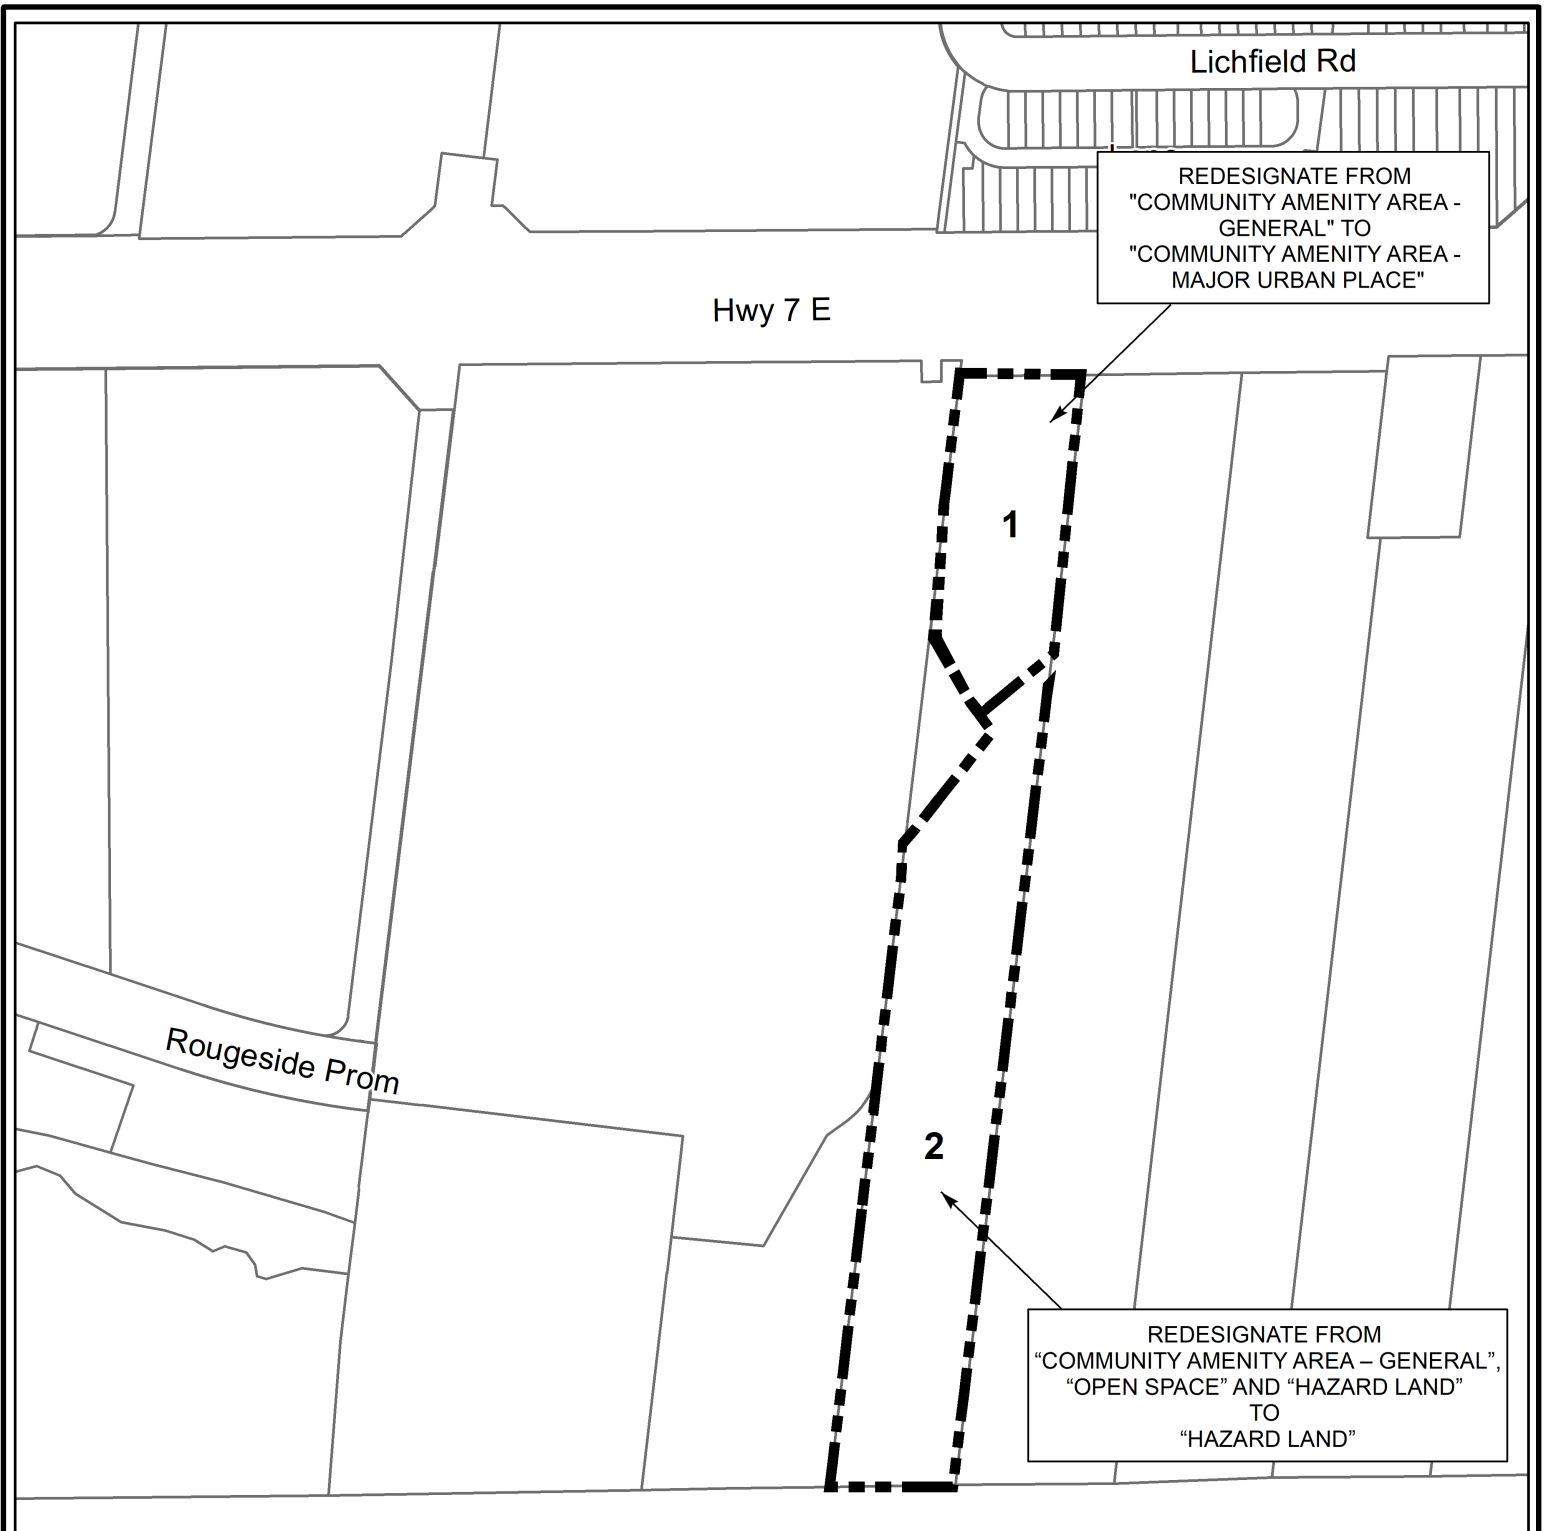 Lichfield Rd
REDESIGNATE FROM
"COMMUNITY AMENITY AREA -
GENERAL" TO
"COMMUNITY AMENITY AREA -
MAJOR URBAN PLACE"
Hwy 7 E
1
Rougeside Prom
2
REDESIGNATE FROM
“COMMUNITY AMENITY AREA – GENERAL”,
“OPEN SPACE” AND “HAZARD LAND”
TO
“HAZARD LAND”